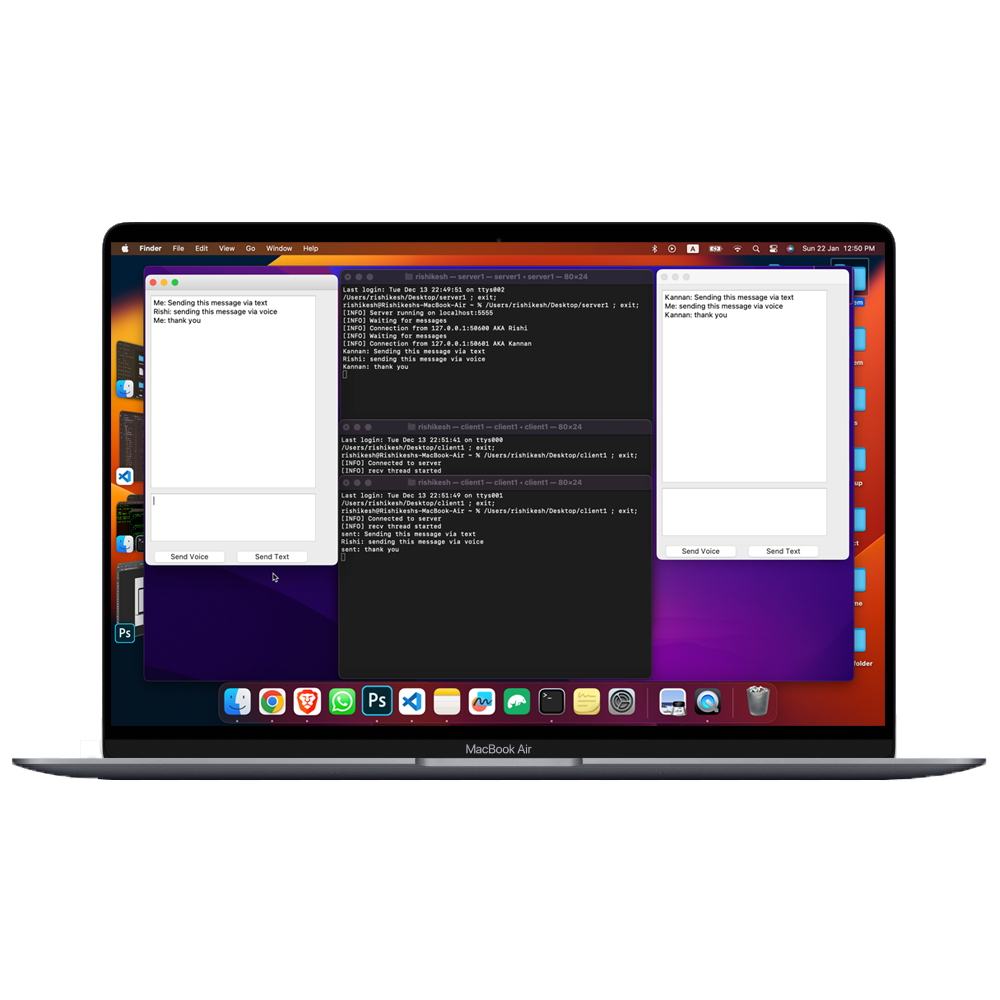 Finder File Edit View Go Window Help
A
Sun 22 Jan 12:50 PM
Me: Sending this message via text
Rishi: sending this message via voice
Me: thank you
Send Voice Send Text
rishikesh — server1 — server1 • server1 — 80×24
Last login: Tue Dec 13 22:49:51 on ttys002
/Users/rishikesh/Desktop/server1 ; exit;
rishikesh@Rishikeshs-MacBook-Air ~ % /Users/rishikesh/Desktop/server1 ; exit;
[INFO] Server running on localhost:5555
[INFO] Waiting for messages
[INFO] Connection from 127.0.0.1:50600 AKA Rishi
[INFO] Waiting for messages
[INFO] Connection from 127.0.0.1:50601 AKA Kannan
Kannan: Sending this message via text
Rishi: sending this message via voice
Kannan: thank you
rishikesh — client1 — client1 • client1 — 80×24
Last login: Tue Dec 13 22:51:41 on ttys000
/Users/rishikesh/Desktop/client1 ; exit;
rishikesh@Rishikeshs-MacBook-Air ~ % /Users/rishikesh/Desktop/client1 ; exit;
[INFO] Connected to server
[INFO] recv thread started
rishikesh — client1 — client1 • client1 — 80×24
Last login: Tue Dec 13 22:51:49 on ttys001
/Users/rishikesh/Desktop/client1 ; exit;
rishikesh@Rishikeshs-MacBook-Air ~ % /Users/rishikesh/Desktop/client1 ; exit;
[INFO] Connected to server
[INFO] recv thread started
sent: Sending this message via text
Rishi: sending this message via voice
sent: thank you
Kannan: Sending this message via text
Me: sending this message via voice
Kannan: thank you
Send Voice Send Text
folder
Ps
Ps
MacBook Air